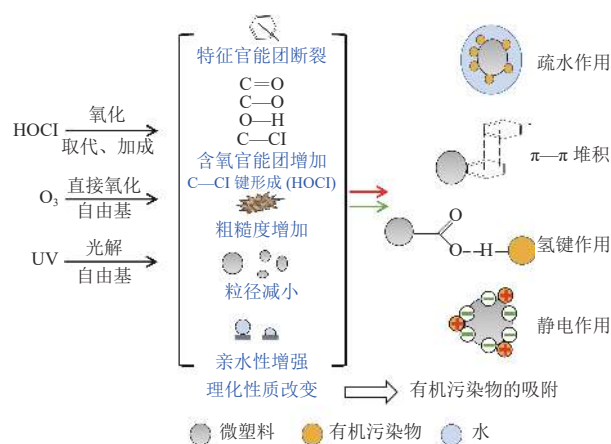 特征官能团断裂
C═O
C—O
O—H
C—CI
含氧官能团增加
C—CI 键形成 (HOCI)
粗糙度增加
粒径减小
亲水性增强
理化性质改变
HOCI
氧化
取代、加成
O₃
直接氧化
自由基
UV
光解
自由基
疏水作用
π—π 堆积
O
O
H
氢键作用
静电作用
有机污染物的吸附
微塑料
有机污染物
水